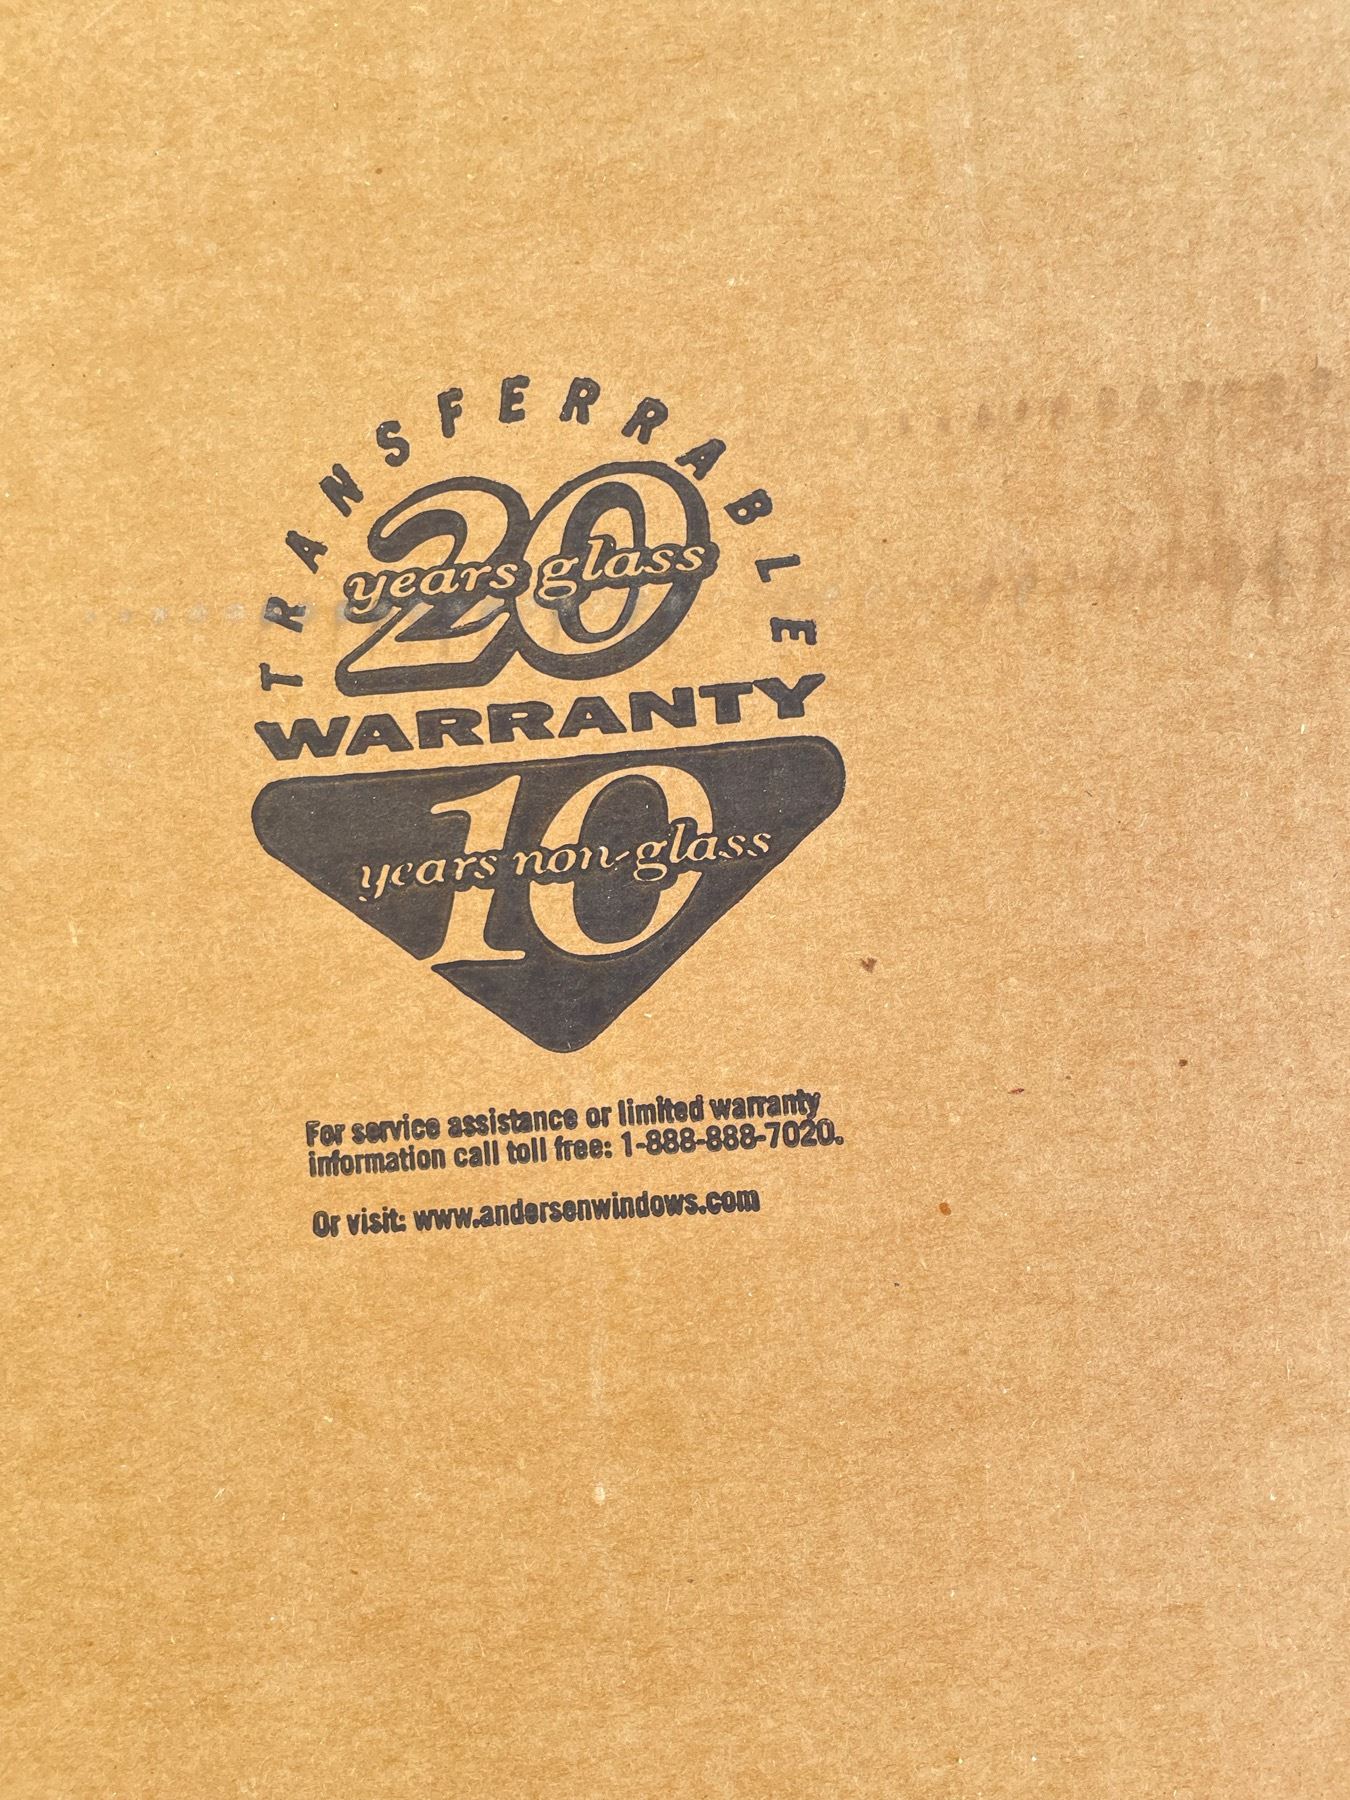 TRANSFERRABLE
20
years glass
WARRANTY
10
years non-glass
For service assistance or limited warranty
information call toll free: 1-888-888-7020.
Or visit: www.andersenwindows.com